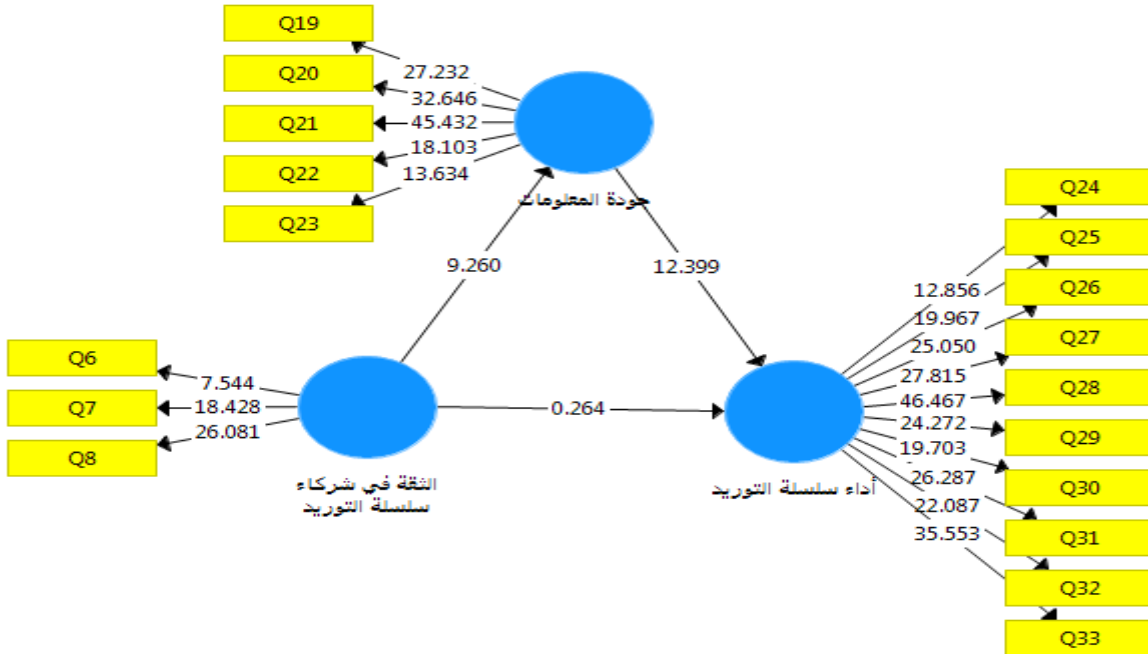 Q19
Q20
Q21
Q22
Q23
27.232
32.646
45.432
18.103
13.634
جودة المعلومات
9.260
12.399
Q6
Q7
Q8
7.544
18.428
26.081
الثقة في شركاء
سلسلة التوريد
0.264
أداء سلسلة التوريد
12.856
19.967
25.050
27.815
46.467
24.272
19.703
26.287
22.087
35.553
Q24
Q25
Q26
Q27
Q28
Q29
Q30
Q31
Q32
Q33